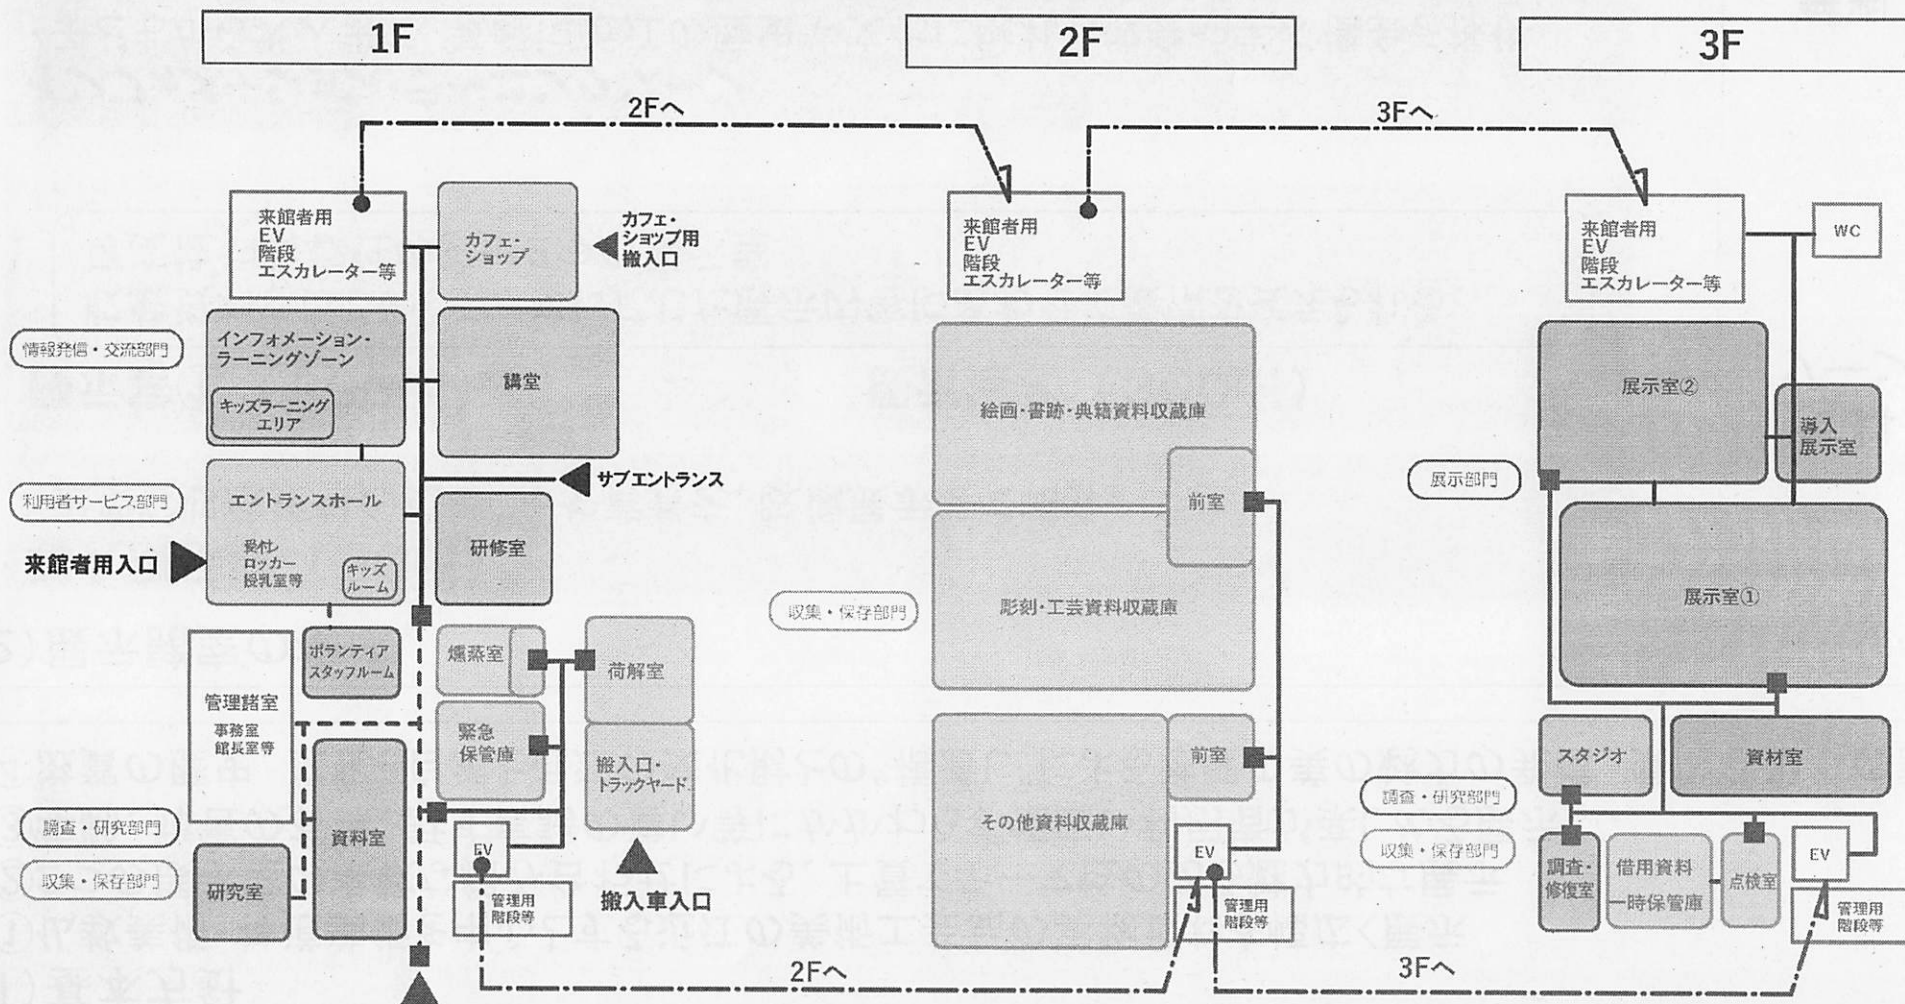 1F
2F
3F
2Fへ
3Fへ
来館者用
EV
階段
エスカレーター等
カフェ・
ショップ
カフェ・
ショップ用
搬入口
情報発信・交流部門
インフォメーション・
ラーニングゾーン
キッズラーニング
エリア
講堂
サブエントランス
利用者サービス部門
エントランスホール
受付
ロッカー
授乳室等
キッズ
ルーム
来館者用入口
研修室
ボランティア
スタッフルーム
管理諸室
事務室
館長室等
燻蒸室
荷解室
緊急
保管庫
搬入口・
トラックヤード
調査・研究部門
収集・保存部門
資料室
研究室
EV
管理用
階段等
搬入車入口
2Fへ
来館者用
EV
階段
エスカレーター等
絵画・書跡・典籍資料収蔵庫
前室
収集・保存部門
彫刻・工芸資料収蔵庫
前室
その他資料収蔵庫
EV
管理用
階段等
3Fへ
来館者用
EV
階段
エスカレーター等
WC
展示室②
導入
展示室
展示部門
展示室①
スタジオ
資材室
調査・研究部門
収集・保存部門
調査・
修復室
借用資料
一時保管庫
点検室
EV
管理用
階段等